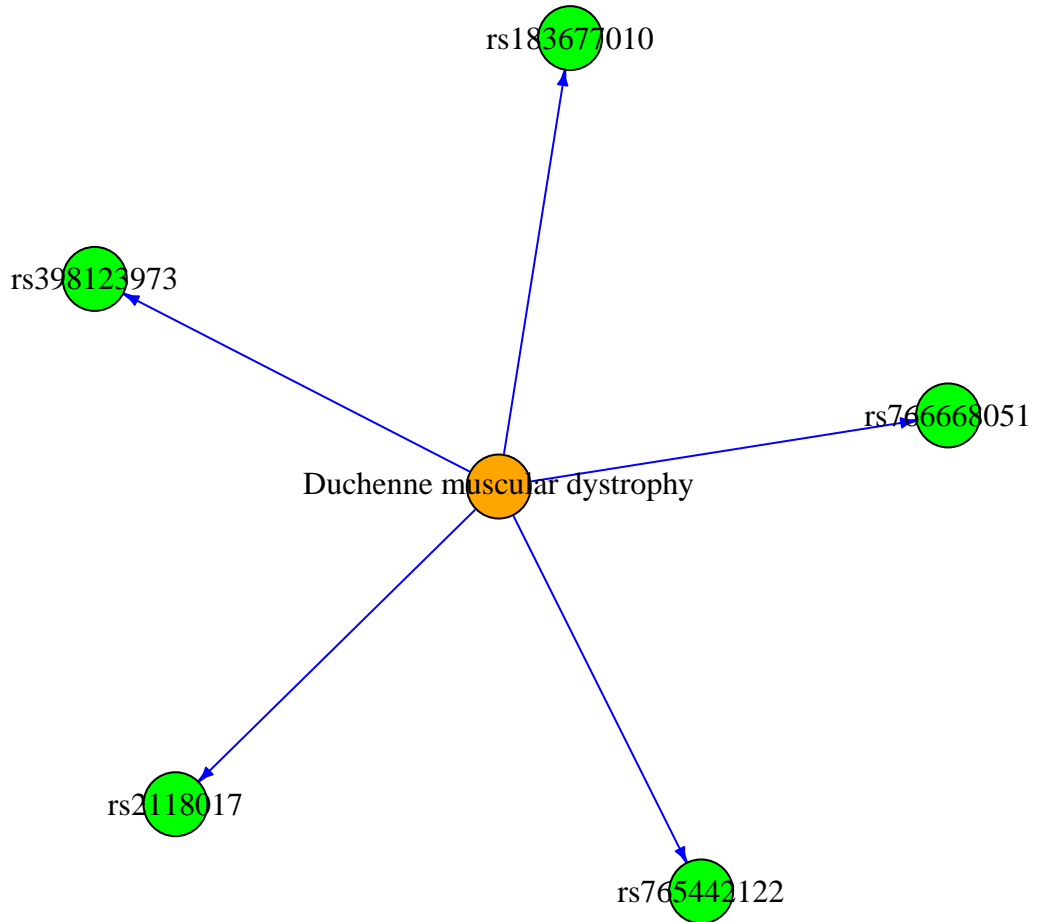 rs183677010
rs398123973
rs766668051
Duchenne muscular dystrophy
rs2118017
rs765442122